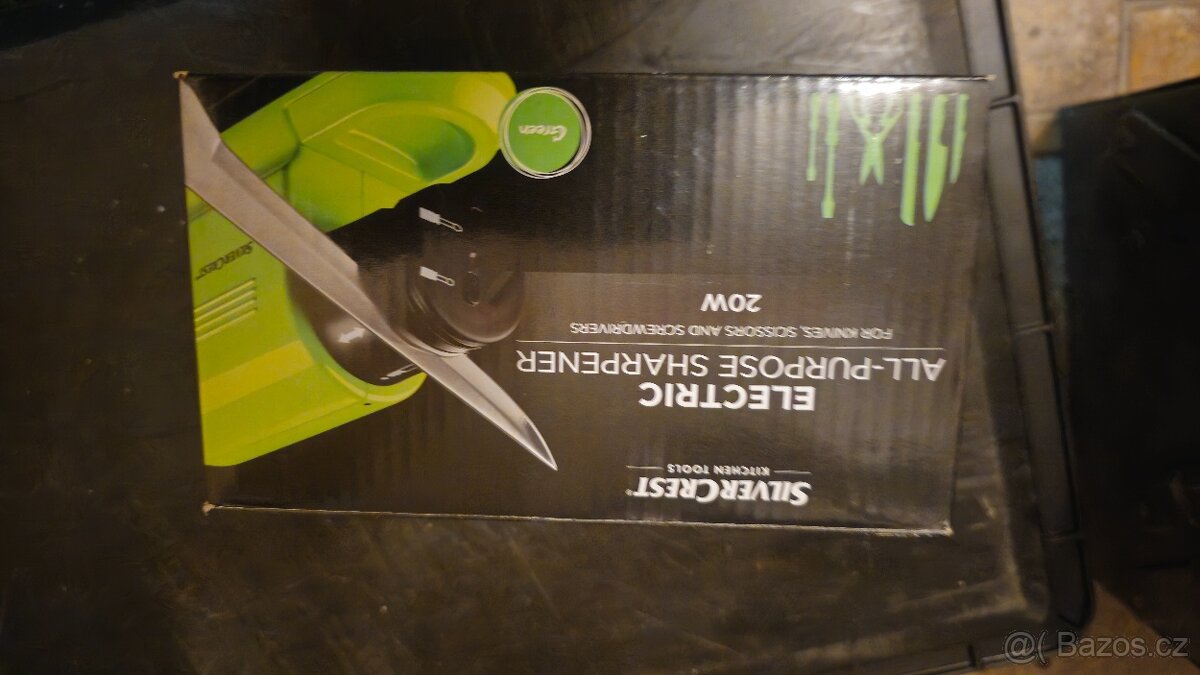 SILVERCREST®
KITCHEN TOOLS
ELECTRIC
ALL-PURPOSE SHARPENER
FOR KNIVES, SCISSORS AND SCREWDRIVERS
20W
SILVERCREST
Green
@( Bazos.cz